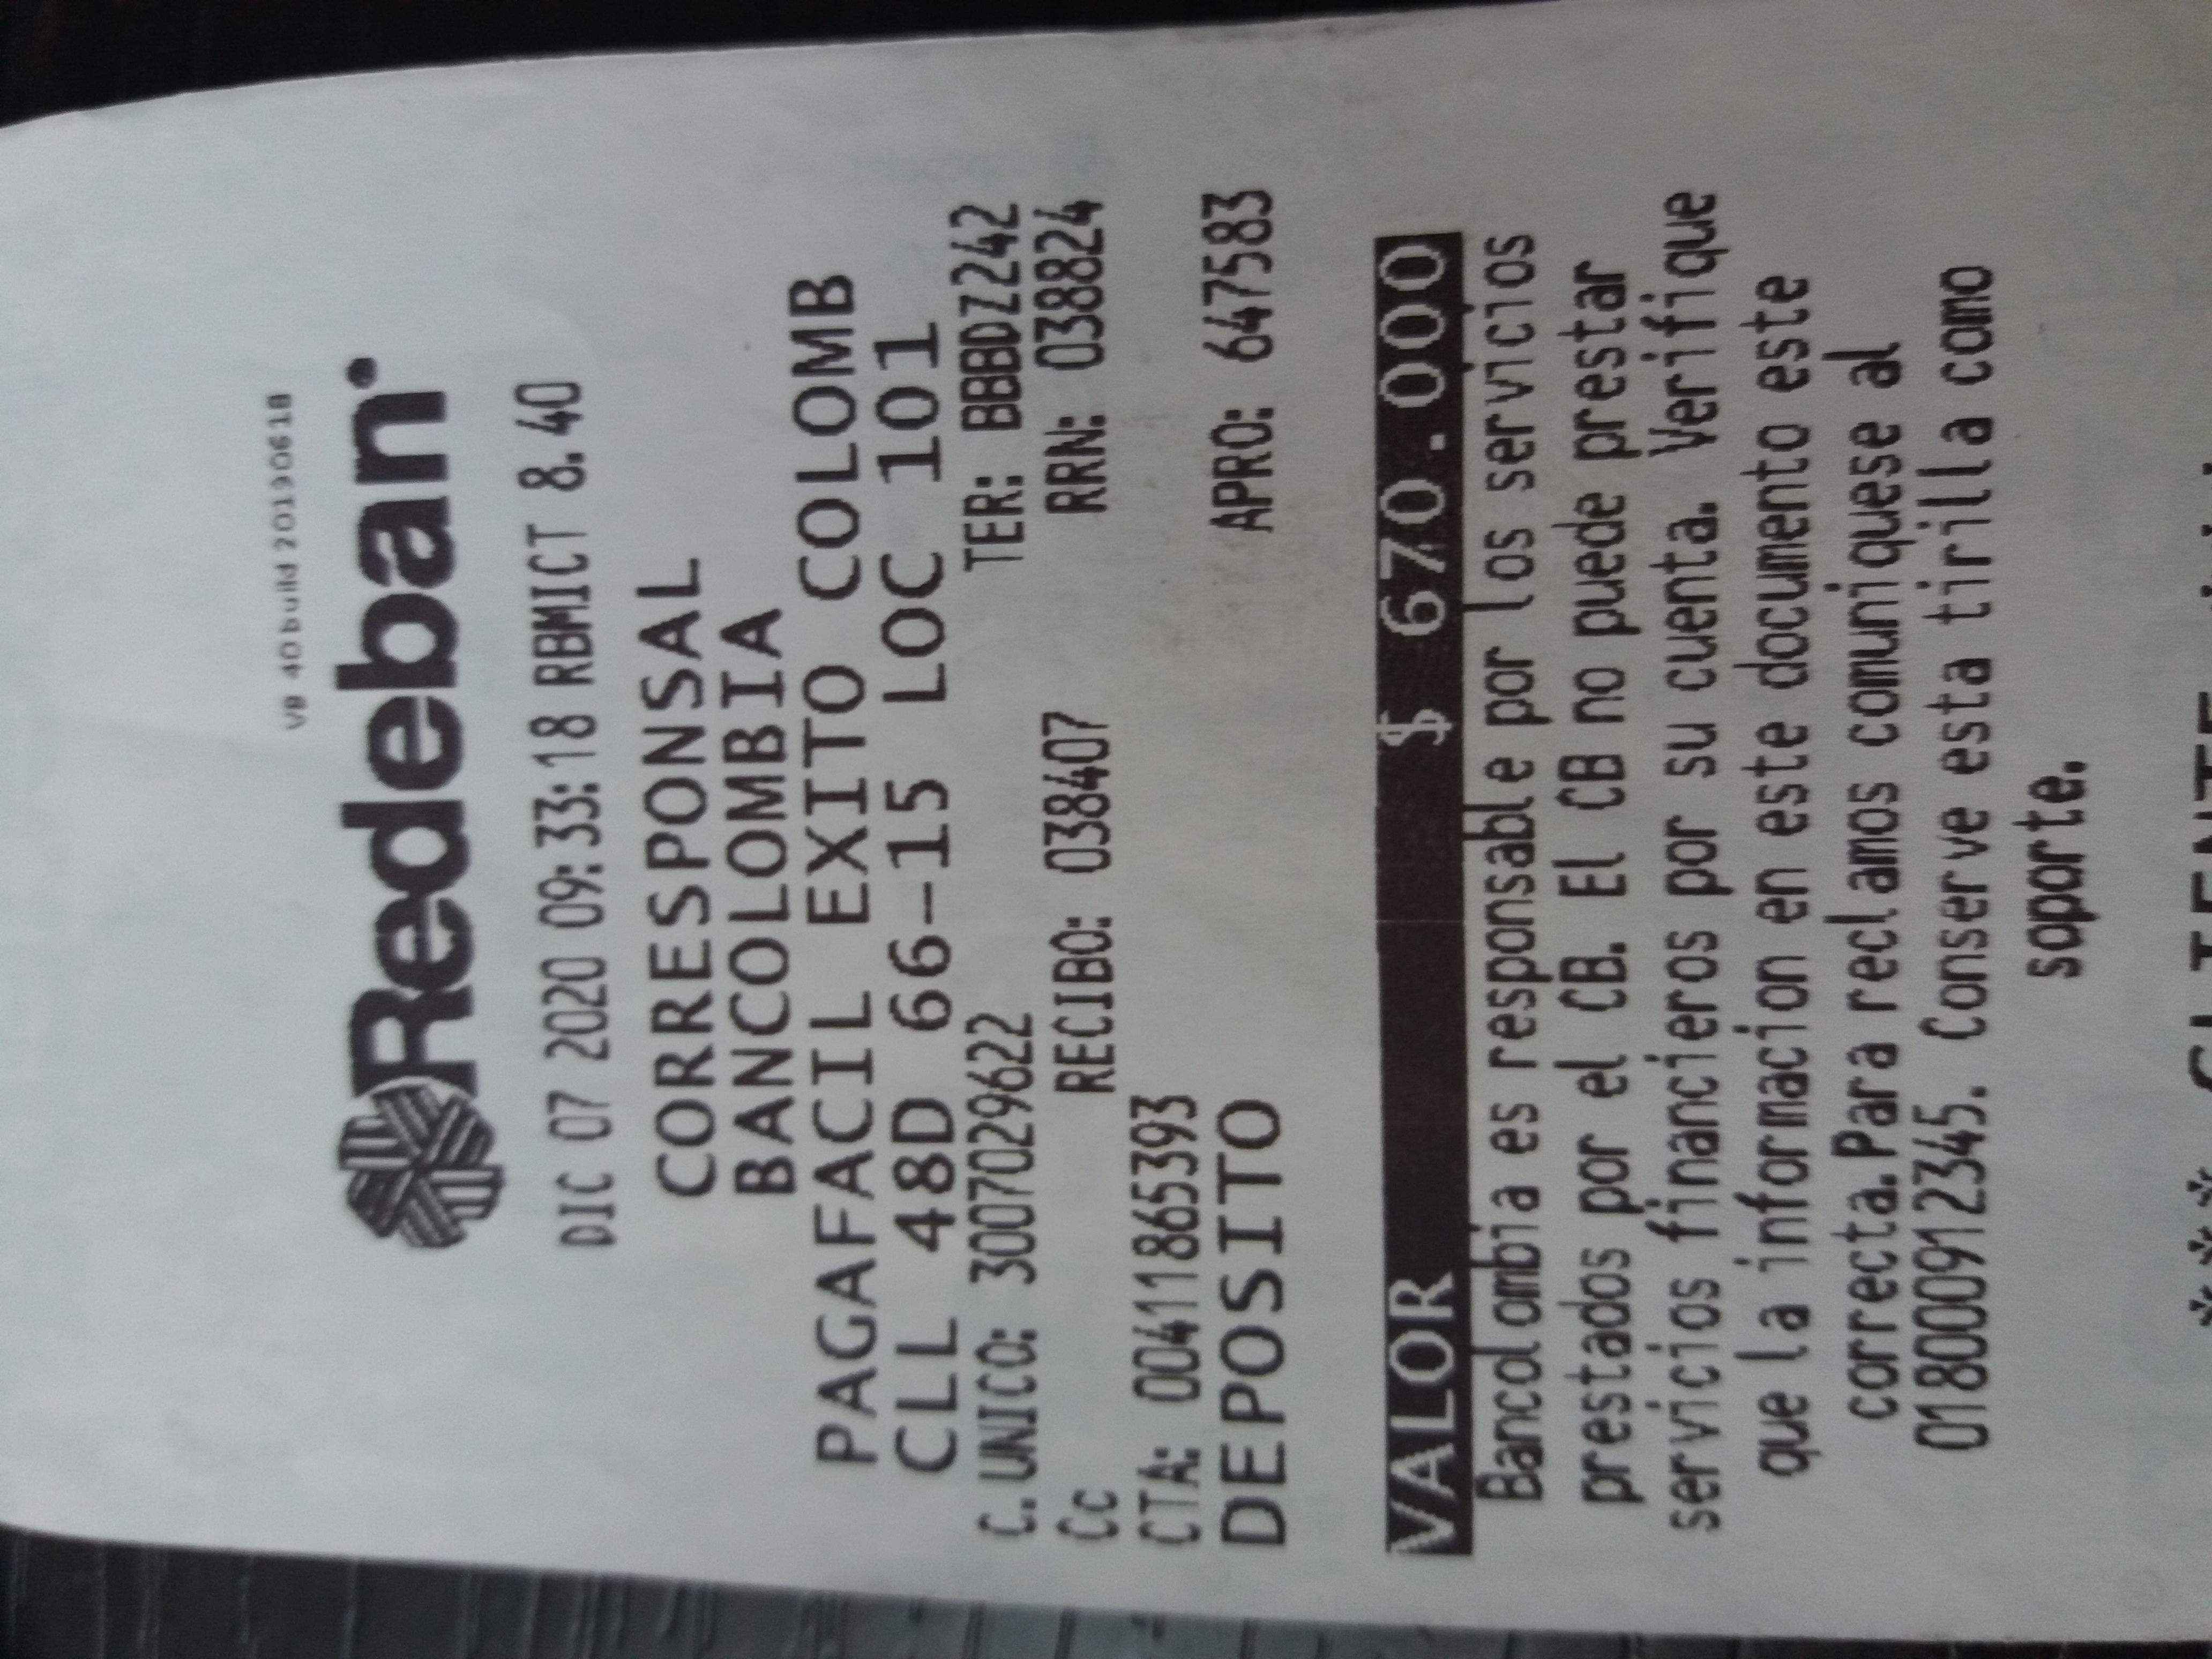 VB 40 build 20190618
Redeban
DIC 07 2020 09:33:18 RBMICT 8.40
CORRESPONSAL
BANCOLOMBIA
PAGAFACIL EXITO COLOMB
CLL 48D 66-15 LOC 101
C.UNICO: 3007029622 TER: BBBDZ242
Cc RECIBO: 038407 RRN: 038824
CTA: 00411865393
DEPOSITO APRO: 647583
VALOR $ 670.000
Bancolombia es responsable por los servicios
prestados por el CB. El CB no puede prestar
servicios financieros por su cuenta. Verifique
que la informacion en este documento este
correcta.Para reclamos comuniquese al
018000912345. Conserve esta tirilla como
soporte.
*** CLIENTE ***